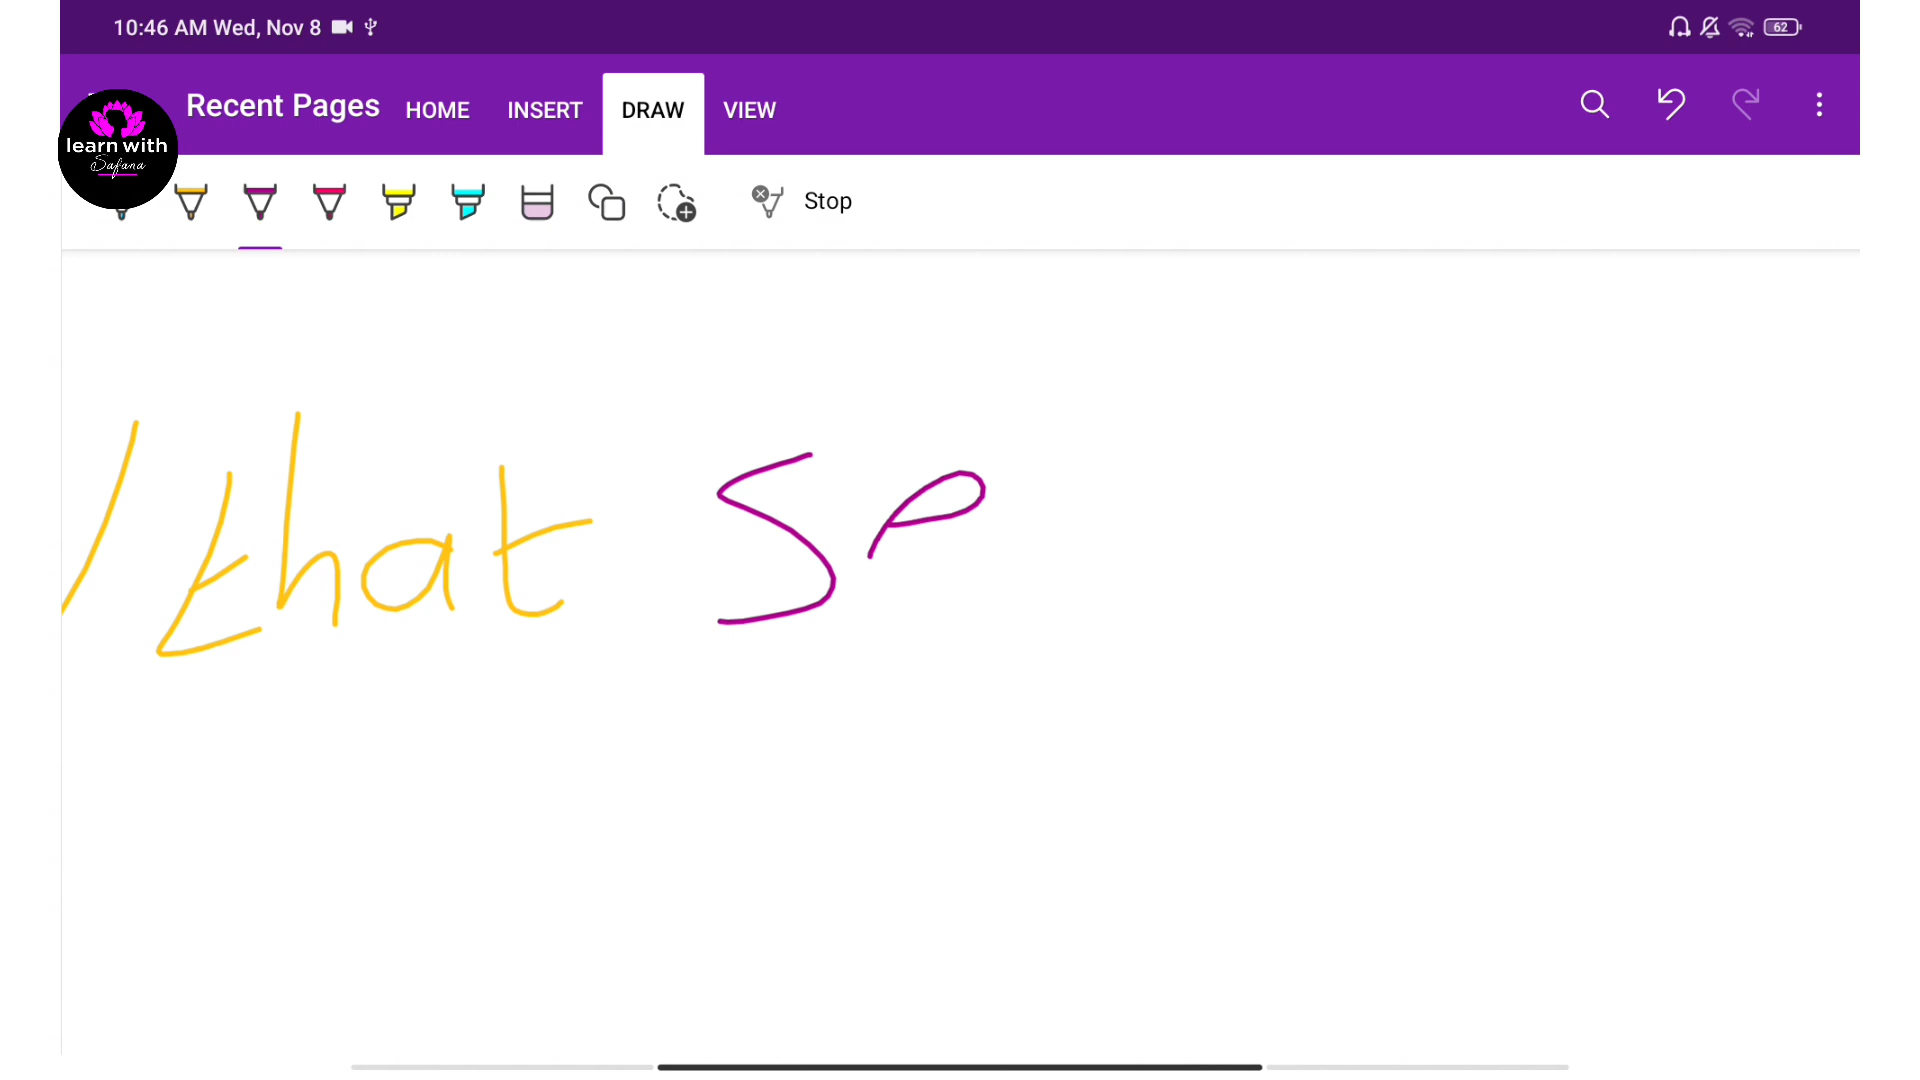 10:46 AM Wed, Nov 8 62
Recent Pages HOME INSERT DRAW VIEW
learn with
Safana
Stop
that Se